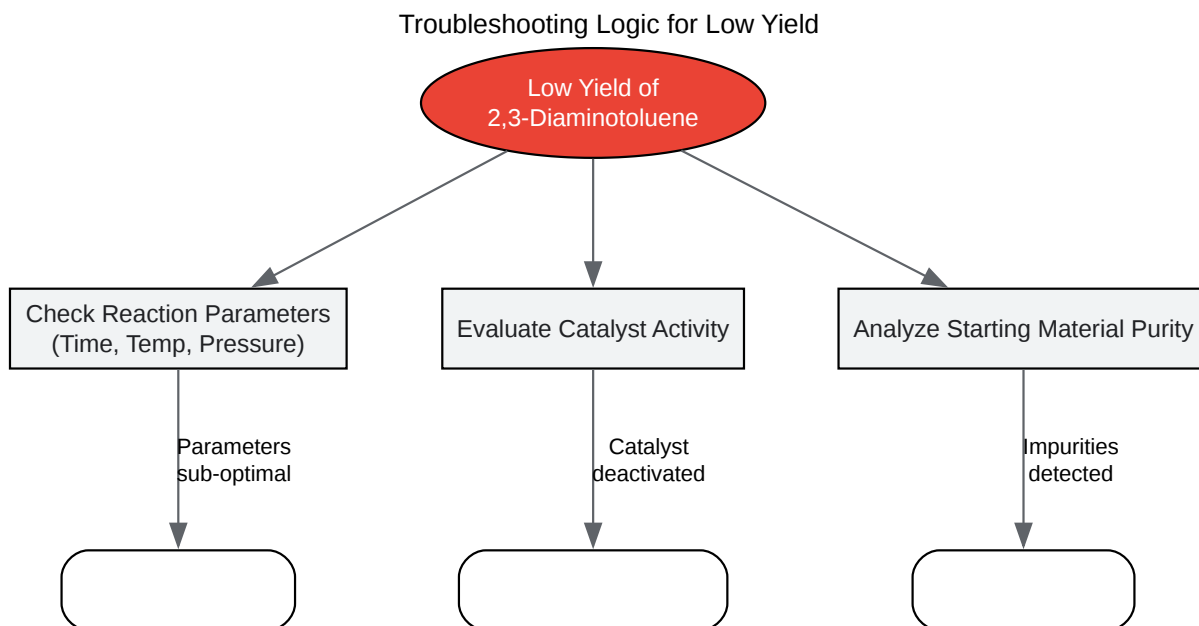 Troubleshooting Logic for Low Yield
Low Yield of
2,3-Diaminotoluene
Check Reaction Parameters
(Time, Temp, Pressure)
Evaluate Catalyst Activity
Analyze Starting Material Purity
Parameters
sub-optimal
Catalyst
deactivated
Impurities
detected